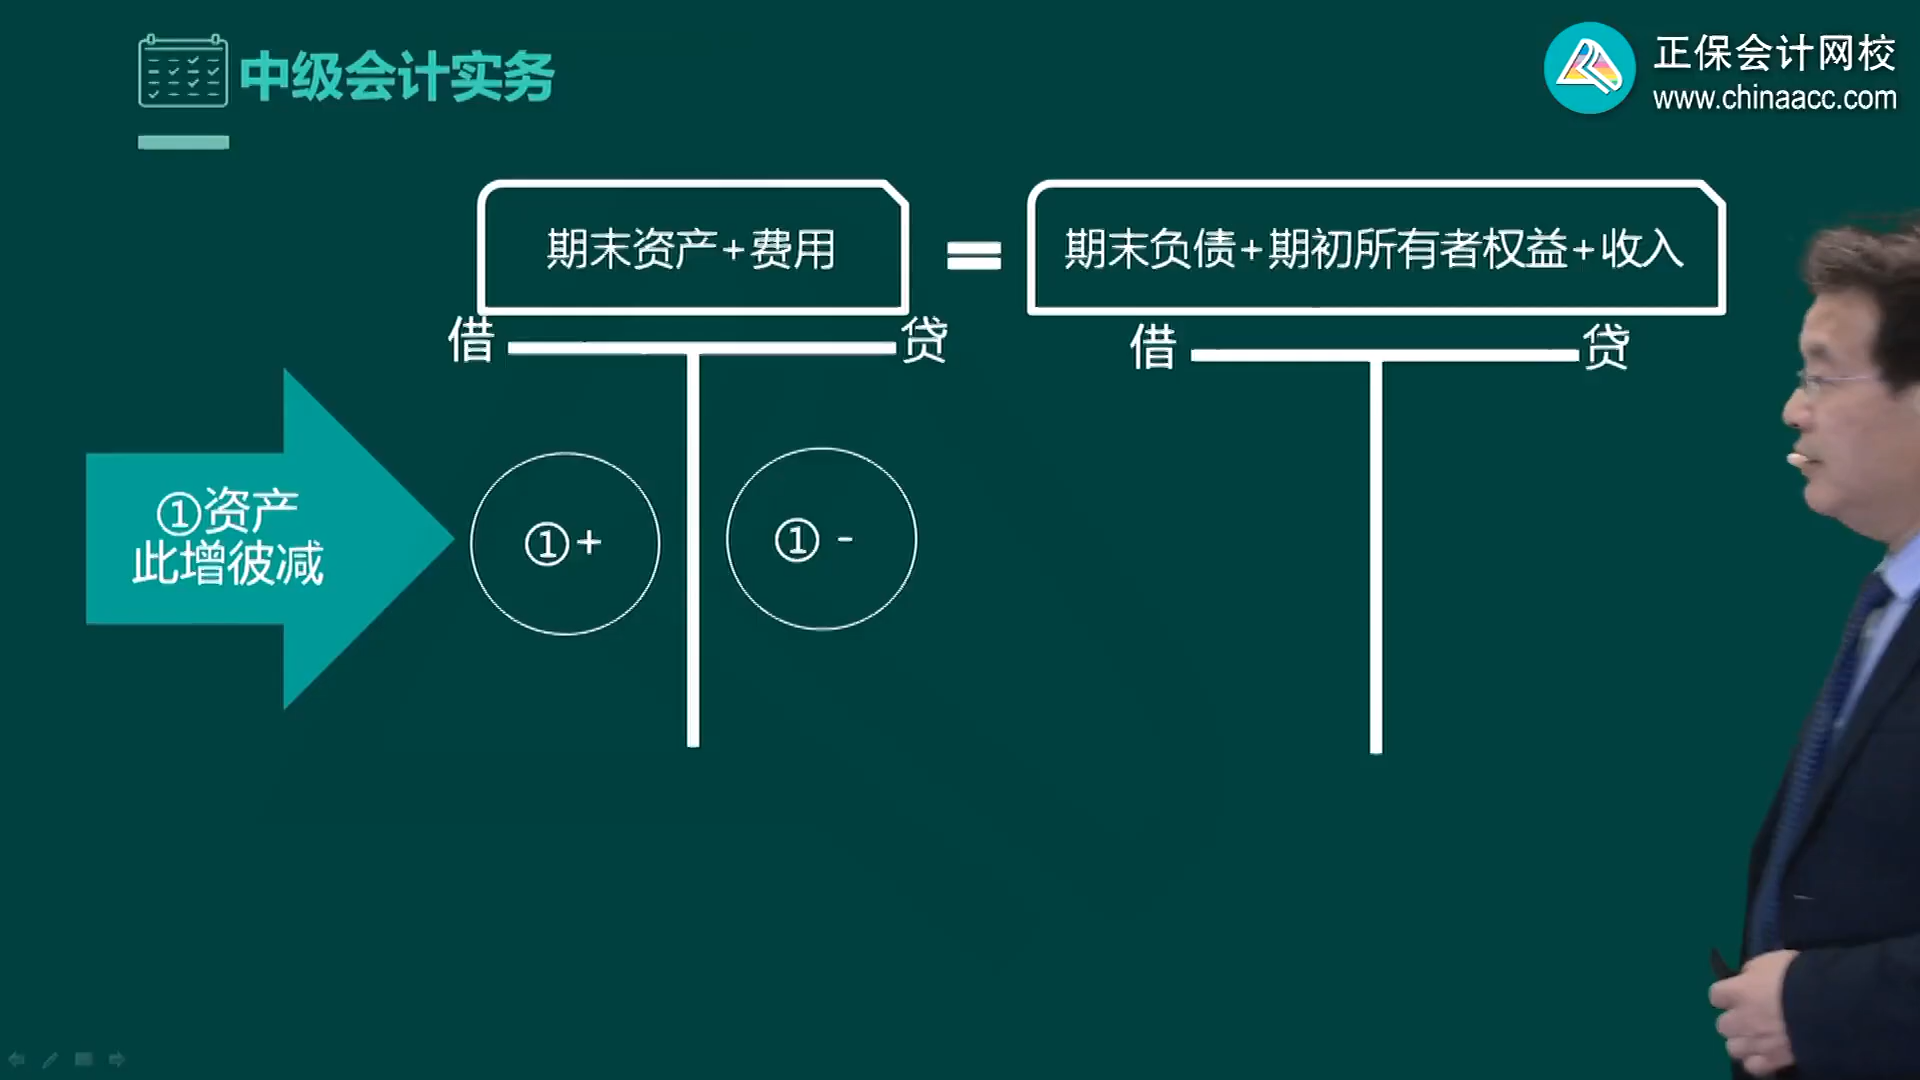 中级会计实务
正保会计网校
www.chinaacc.com
期末资产+费用
=
期末负债+期初所有者权益+收入
借
贷
借
贷
①资产
此增彼减
①+
① -